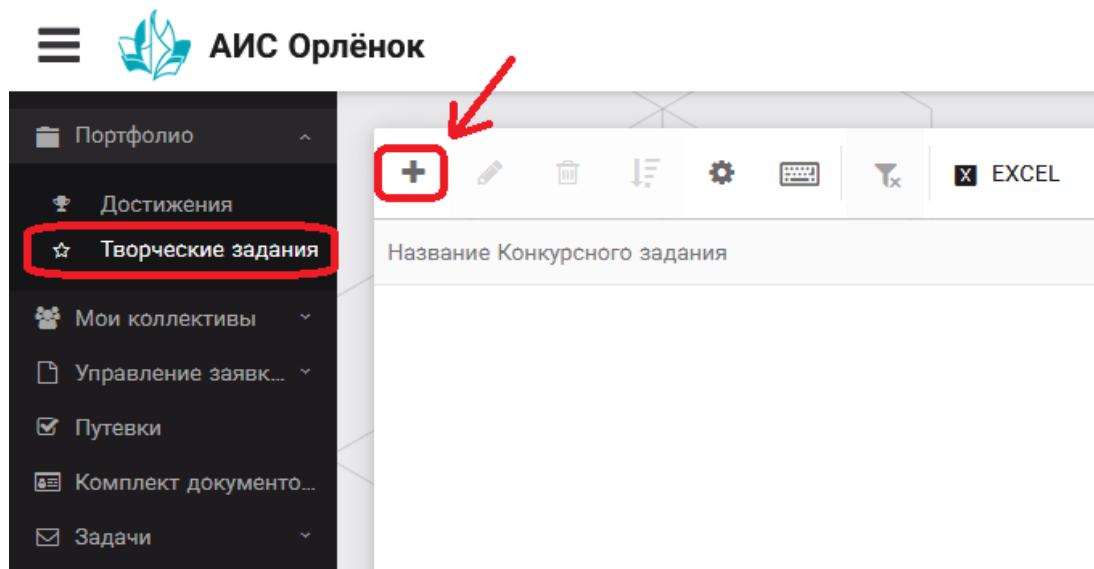 АИС Орлёнок
Портфолио
Достижения
Творческие задания
Мои коллективы
Управление заявк...
Путевки
Комплект документо...
Задачи
EXCEL
Название Конкурсного задания